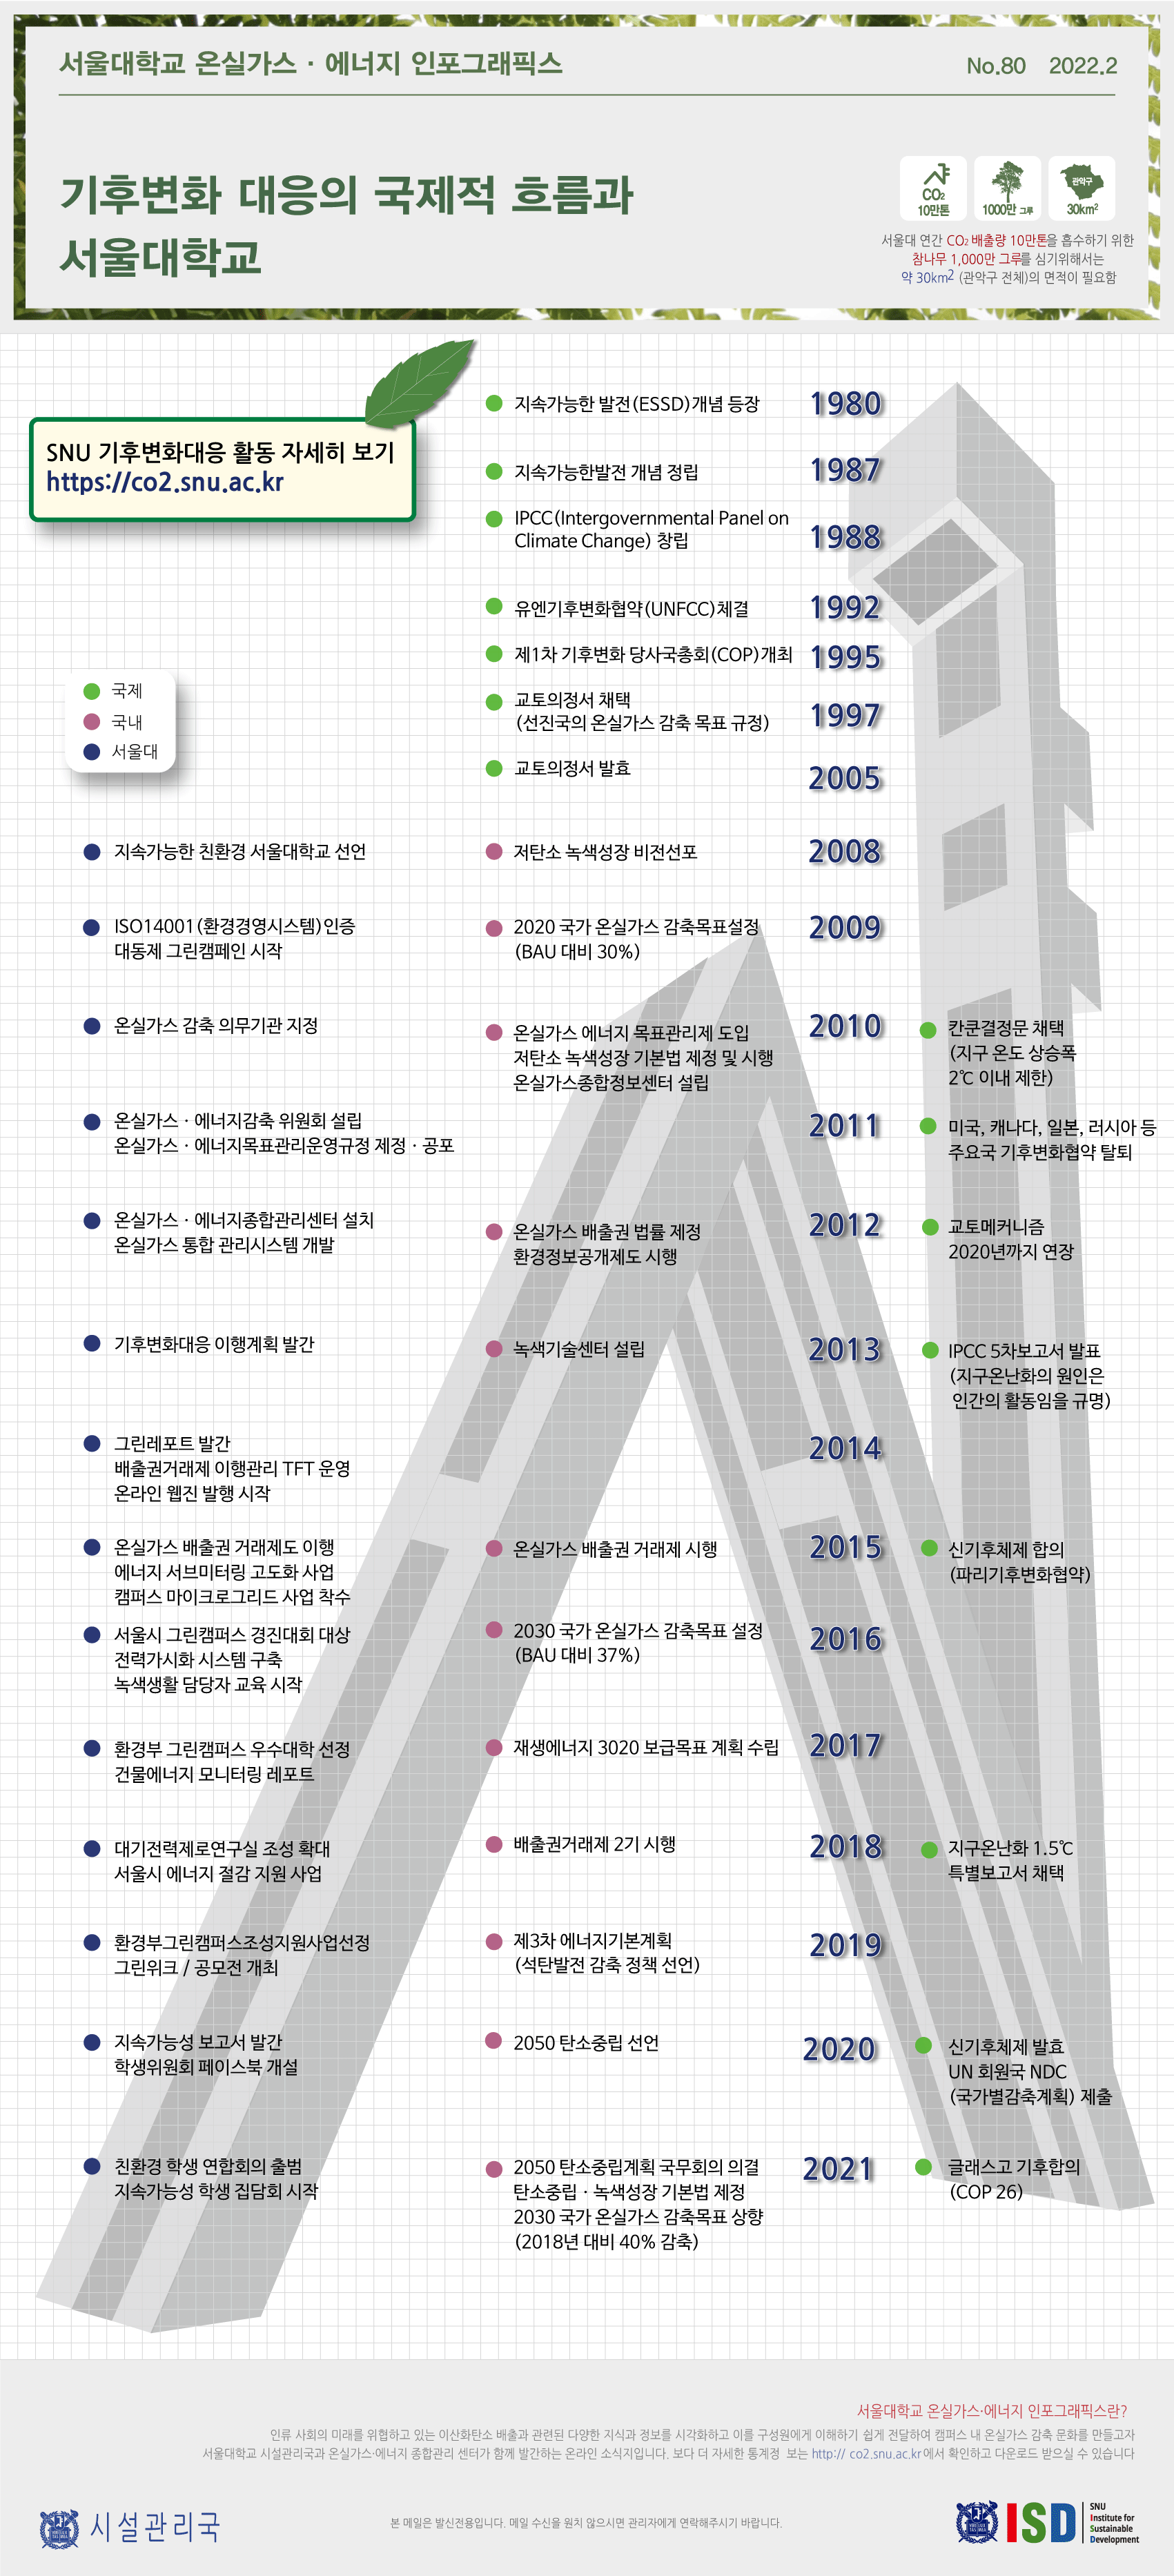 서울대학교 온실가스 · 에너지 인포그래픽스
No.80 2022.2
기후변화 대응의 국제적 흐름과
서울대학교
CO₂
10만톤
1000만 그루
관악구
30km²
서울대 연간 CO₂ 배출량 10만톤을 흡수하기 위한
참나무 1,000만 그루를 심기위해서는
약 30km² (관악구 전체)의 면적이 필요함
SNU 기후변화대응 활동 자세히 보기
https://co2.snu.ac.kr
국제
국내
서울대
지속가능한 발전(ESSD)개념 등장
1980
지속가능한발전 개념 정립
1987
IPCC(Intergovernmental Panel on
Climate Change) 창립
1988
유엔기후변화협약(UNFCC)체결
1992
제1차 기후변화 당사국총회(COP)개최
1995
교토의정서 채택
(선진국의 온실가스 감축 목표 규정)
1997
교토의정서 발효
2005
지속가능한 친환경 서울대학교 선언
저탄소 녹색성장 비전선포
2008
ISO14001(환경경영시스템)인증
대동제 그린캠페인 시작
2020 국가 온실가스 감축목표설정
(BAU 대비 30%)
2009
온실가스 감축 의무기관 지정
온실가스 에너지 목표관리제 도입
저탄소 녹색성장 기본법 제정 및 시행
온실가스종합정보센터 설립
2010
칸쿤결정문 채택
(지구 온도 상승폭
2℃ 이내 제한)
온실가스 · 에너지감축 위원회 설립
온실가스 · 에너지목표관리운영규정 제정 · 공포
2011
미국, 캐나다, 일본, 러시아 등
주요국 기후변화협약 탈퇴
온실가스 · 에너지종합관리센터 설치
온실가스 통합 관리시스템 개발
온실가스 배출권 법률 제정
환경정보공개제도 시행
2012
교토메커니즘
2020년까지 연장
기후변화대응 이행계획 발간
녹색기술센터 설립
2013
IPCC 5차보고서 발표
(지구온난화의 원인은
인간의 활동임을 규명)
그린레포트 발간
배출권거래제 이행관리 TFT 운영
온라인 웹진 발행 시작
2014
온실가스 배출권 거래제도 이행
에너지 서브미터링 고도화 사업
캠퍼스 마이크로그리드 사업 착수
온실가스 배출권 거래제 시행
2015
신기후체제 합의
(파리기후변화협약)
서울시 그린캠퍼스 경진대회 대상
전력가시화 시스템 구축
녹색생활 담당자 교육 시작
2030 국가 온실가스 감축목표 설정
(BAU 대비 37%)
2016
환경부 그린캠퍼스 우수대학 선정
건물에너지 모니터링 레포트
재생에너지 3020 보급목표 계획 수립
2017
대기전력제로연구실 조성 확대
서울시 에너지 절감 지원 사업
배출권거래제 2기 시행
2018
지구온난화 1.5℃
특별보고서 채택
환경부그린캠퍼스조성지원사업선정
그린위크 / 공모전 개최
제3차 에너지기본계획
(석탄발전 감축 정책 선언)
2019
지속가능성 보고서 발간
학생위원회 페이스북 개설
2050 탄소중립 선언
2020
신기후체제 발효
UN 회원국 NDC
(국가별감축계획) 제출
친환경 학생 연합회의 출범
지속가능성 학생 집담회 시작
2050 탄소중립계획 국무회의 의결
탄소중립 · 녹색성장 기본법 제정
2030 국가 온실가스 감축목표 상향
(2018년 대비 40% 감축)
2021
글래스고 기후합의
(COP 26)
서울대학교 온실가스·에너지 인포그래픽스란?
인류 사회의 미래를 위협하고 있는 이산화탄소 배출과 관련된 다양한 지식과 정보를 시각화하고 이를 구성원에게 이해하기 쉽게 전달하여 캠퍼스 내 온실가스 감축 문화를 만들고자
서울대학교 시설관리국과 온실가스·에너지 종합관리 센터가 함께 발간하는 온라인 소식지입니다. 보다 더 자세한 통계정 보는 http:// co2.snu.ac.kr에서 확인하고 다운로드 받으실 수 있습니다
시설관리국
본 메일은 발신전용입니다. 메일 수신을 원치 않으시면 관리자에게 연락해주시기 바랍니다.
ISD
SNU
Institute for
Sustainable
Development